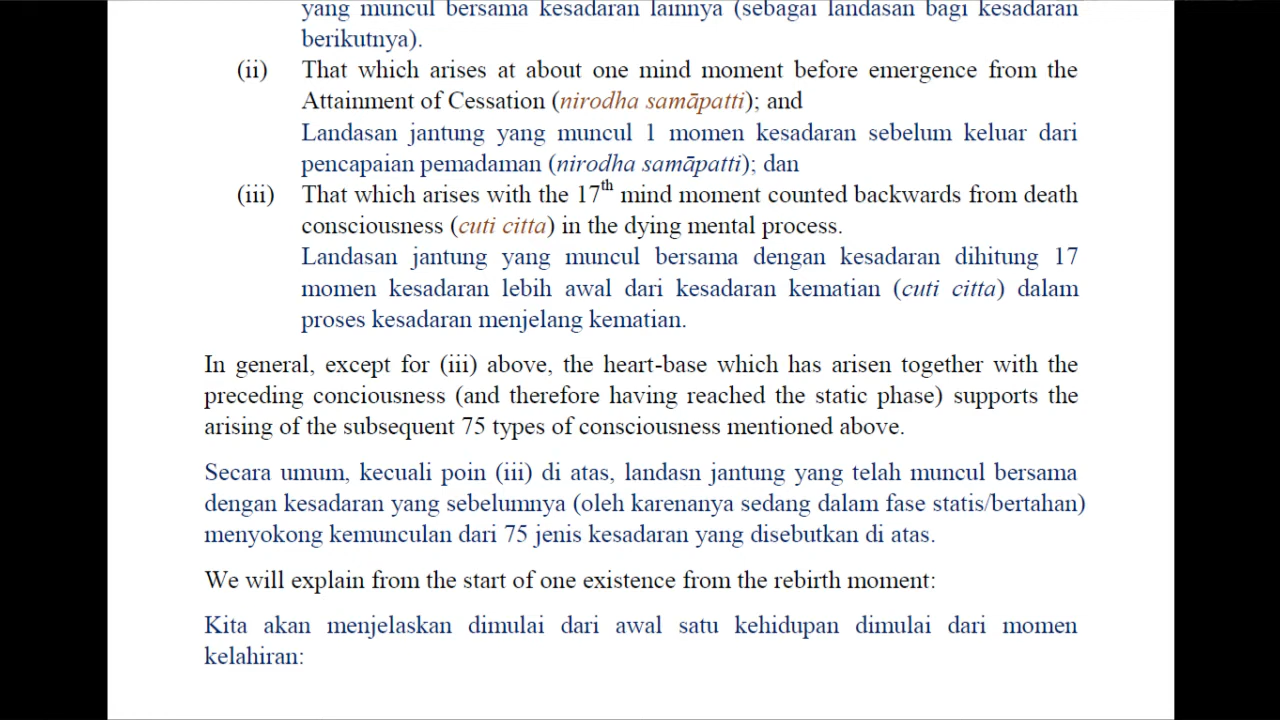 yang muncul bersama kesadaran lainnya (sebagai landasan bagi kesadaran
berikutnya).
(ii) That which arises at about one mind moment before emergence from the
Attainment of Cessation (nirodha samāpatti); and
Landasan jantung yang muncul 1 momen kesadaran sebelum keluar dari
pencapaian pemadaman (nirodha samāpatti); dan
(iii) That which arises with the 17th mind moment counted backwards from death
consciousness (cuti citta) in the dying mental process.
Landasan jantung yang muncul bersama dengan kesadaran dihitung 17
momen kesadaran lebih awal dari kesadaran kematian (cuti citta) dalam
proses kesadaran menjelang kematian.
In general, except for (iii) above, the heart-base which has arisen together with the
preceding conciousness (and therefore having reached the static phase) supports the
arising of the subsequent 75 types of consciousness mentioned above.
Secara umum, kecuali poin (iii) di atas, landasn jantung yang telah muncul bersama
dengan kesadaran yang sebelumnya (oleh karenanya sedang dalam fase statis/bertahan)
menyokong kemunculan dari 75 jenis kesadaran yang disebutkan di atas.
We will explain from the start of one existence from the rebirth moment:
Kita akan menjelaskan dimulai dari awal satu kehidupan dimulai dari momen
kelahiran: